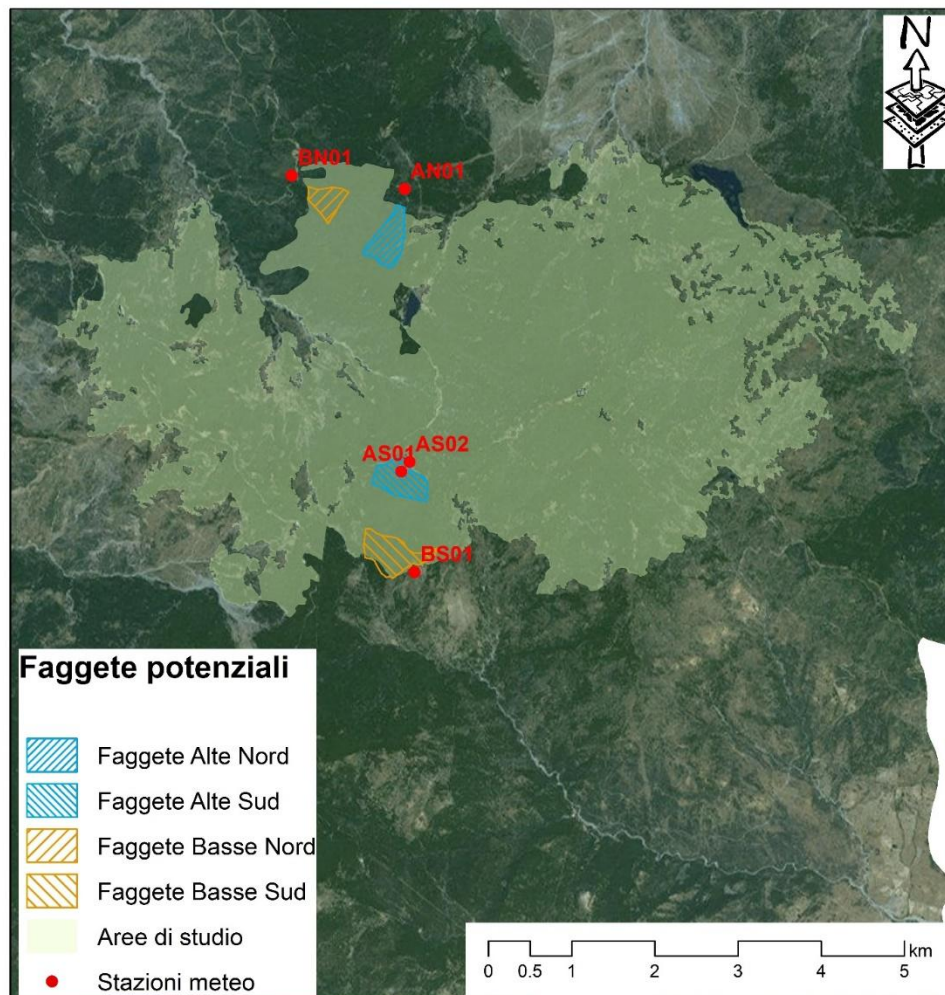 N
BN01
AN01
AS01
AS02
BS01
Faggete potenziali
Faggete Alte Nord
Faggete Alte Sud
Faggete Basse Nord
Faggete Basse Sud
Aree di studio
Stazioni meteo
km
0 0.5 1 2 3 4 5